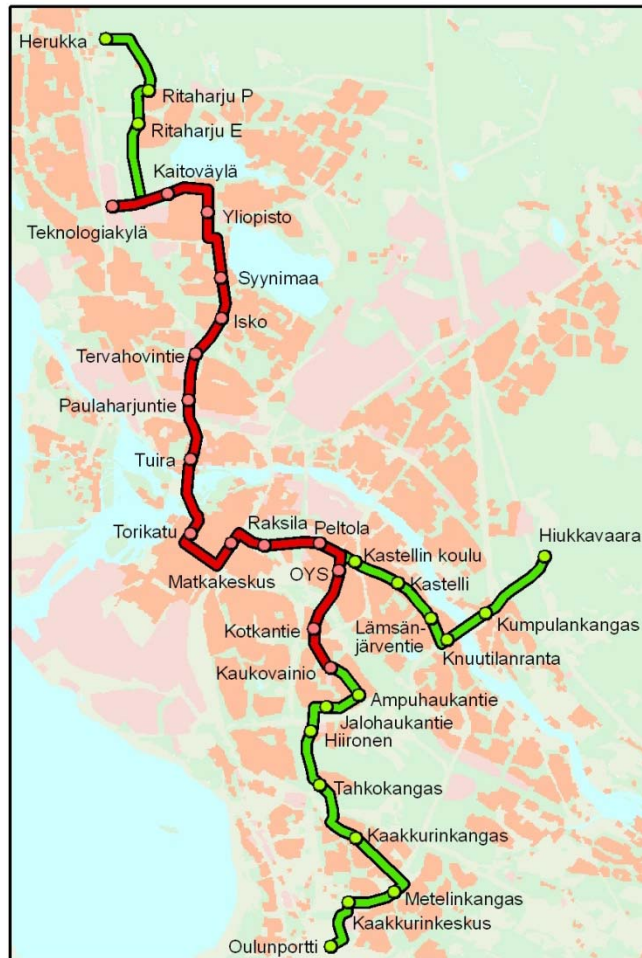 Herukka
Ritaharju P
Ritaharju E
Kaitoväylä
Teknologiakylä
Yliopisto
Syynimaa
Isko
Tervahovintie
Paulaharjuntie
Tuira
Torikatu
Raksila
Peltola
Matkakeskus
Kastellin koulu
Hiukkavaara
OYS
Kastelli
Lämsän-
järventie
Kumpulankangas
Kotkantie
Knuutilanranta
Kaukovainio
Ampuhaukantie
Jalohaukantie
Hiironen
Tahkokangas
Kaakkurinkangas
Metelinkangas
Kaakkurinkeskus
Oulunportti